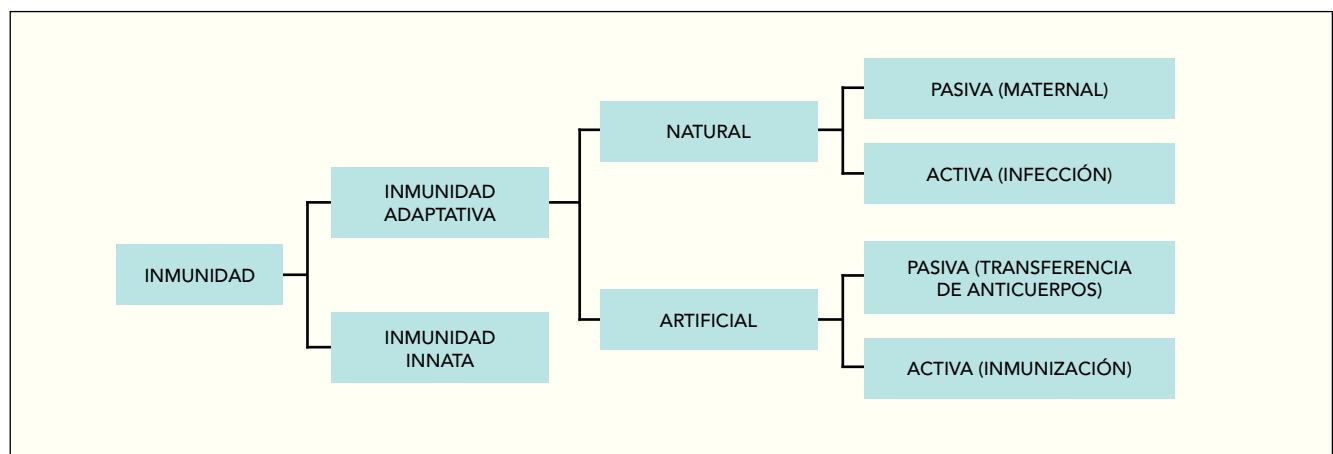 INMUNIDAD
INMUNIDAD
ADAPTATIVA
INMUNIDAD
INNATA
NATURAL
ARTIFICIAL
PASIVA (MATERNAL)
ACTIVA (INFECCIÓN)
PASIVA (TRANSFERENCIA
DE ANTICUERPOS)
ACTIVA (INMUNIZACIÓN)